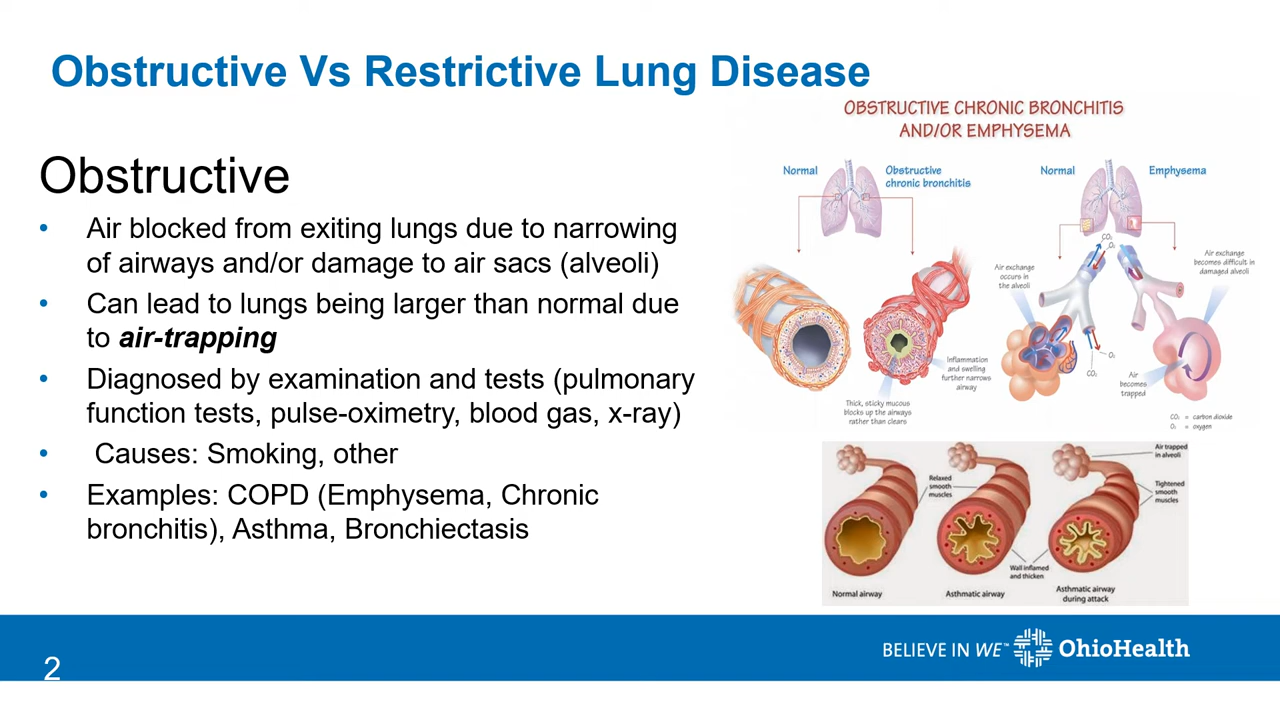 Obstructive Vs Restrictive Lung Disease
Obstructive
• Air blocked from exiting lungs due to narrowing
of airways and/or damage to air sacs (alveoli)
• Can lead to lungs being larger than normal due
to air-trapping
• Diagnosed by examination and tests (pulmonary
function tests, pulse-oximetry, blood gas, x-ray)
• Causes: Smoking, other
• Examples: COPD (Emphysema, Chronic
bronchitis), Asthma, Bronchiectasis
OBSTRUCTIVE CHRONIC BRONCHITIS
AND/OR EMPHYSEMA
Normal
Obstructive
chronic bronchitis
Inflammation
and swelling
further narrows
airway
Thick, sticky mucous
blocks up the airways
rather than clears
Normal
Emphysema
CO₂
O₂
Air exchange
occurs in
the alveoli
Air exchange
becomes difficult in
damaged alveoli
O₂
CO₂
Air
becomes
trapped
CO₂ = carbon dioxide
O₂ = oxygen
Air trapped
in alveoli
Relaxed
smooth
muscles
Tightened
smooth
muscles
Wall inflamed
and thicken
Normal airway
Asthmatic airway
Asthmatic airway
during attack
BELIEVE IN WE™ OhioHealth
2